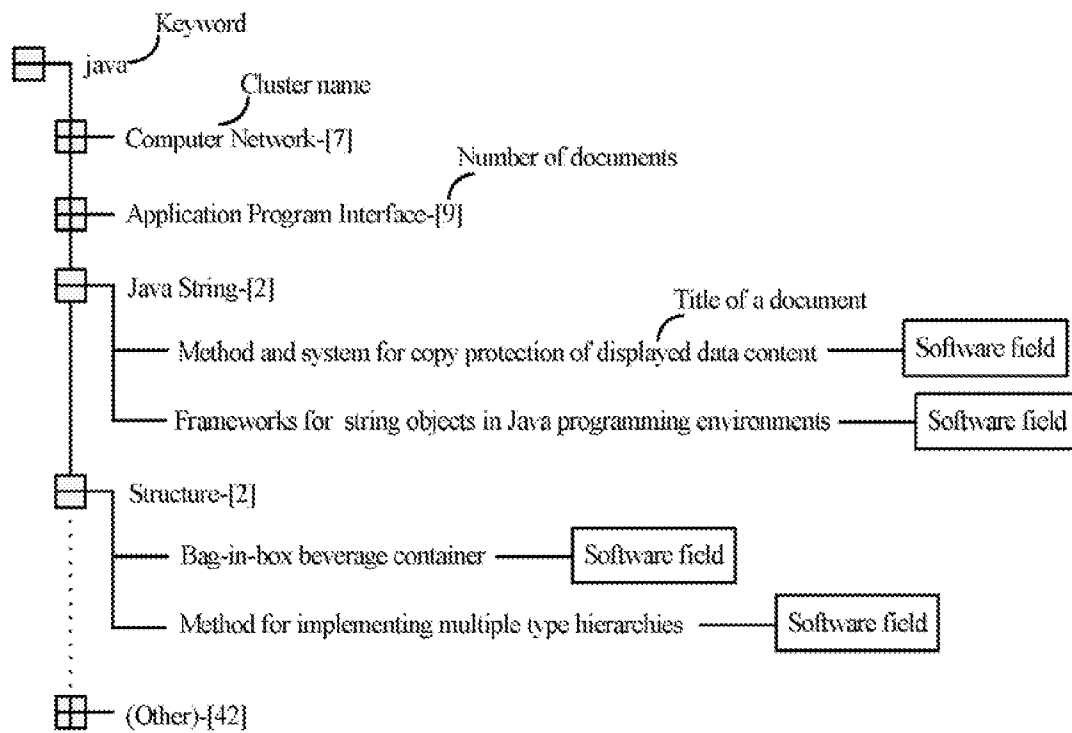 Keyword
java
Cluster name
Computer Network-[7]
Number of documents
Application Program Interface-[9]
Java String-[2]
Title of a document
Method and system for copy protection of displayed data content
Software field
Frameworks for string objects in Java programming environments
Software field
Structure-[2]
Bag-in-box beverage container
Software field
Method for implementing multiple type hierarchies
Software field
(Other)-[42]